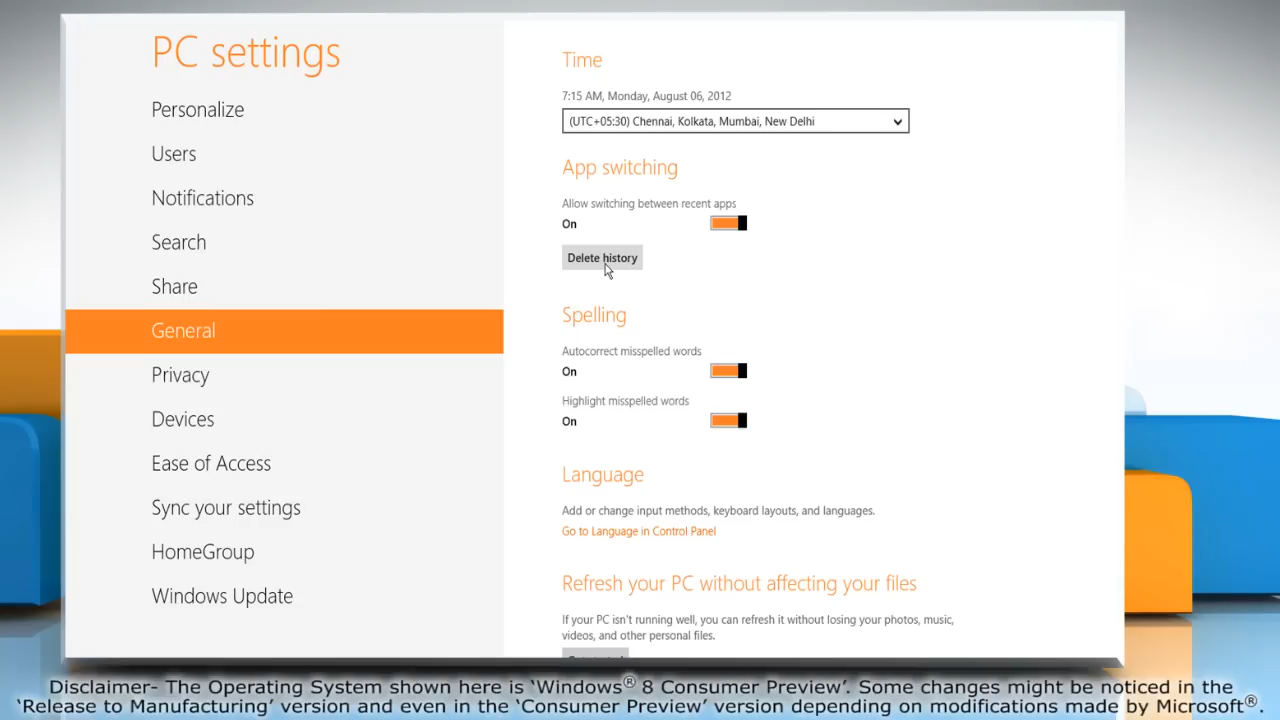 PC settings
Personalize
Users
Notifications
Search
Share
General
Privacy
Devices
Ease of Access
Sync your settings
HomeGroup
Windows Update
Time
7:15 AM, Monday, August 06, 2012
(UTC+05:30) Chennai, Kolkata, Mumbai, New Delhi
App switching
Allow switching between recent apps
On
Delete history
Spelling
Autocorrect misspelled words
On
Highlight misspelled words
On
Language
Add or change input methods, keyboard layouts, and languages.
Go to Language in Control Panel
Refresh your PC without affecting your files
If your PC isn't running well, you can refresh it without losing your photos, music,
videos, and other personal files.
Disclaimer- The Operating System shown here is ‘Windows® 8 Consumer Preview’. Some changes might be noticed in the
‘Release to Manufacturing’ version and even in the ‘Consumer Preview’ version depending on modifications made by Microsoft®.